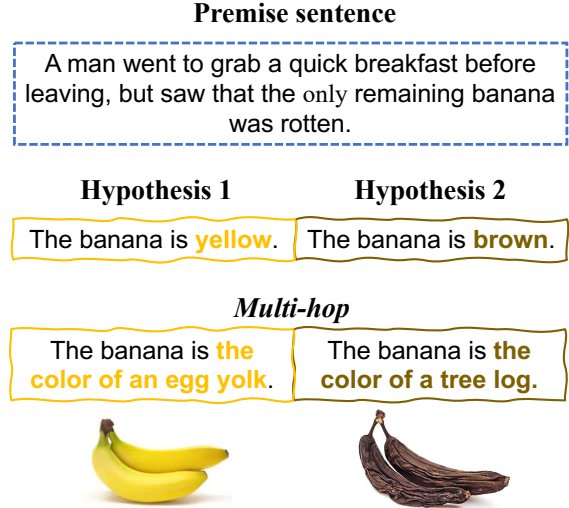 Premise sentence
A man went to grab a quick breakfast before
leaving, but saw that the only remaining banana
was rotten.
Hypothesis 1
Hypothesis 2
The banana is yellow.
The banana is brown.
Multi-hop
The banana is the
color of an egg yolk.
The banana is the
color of a tree log.